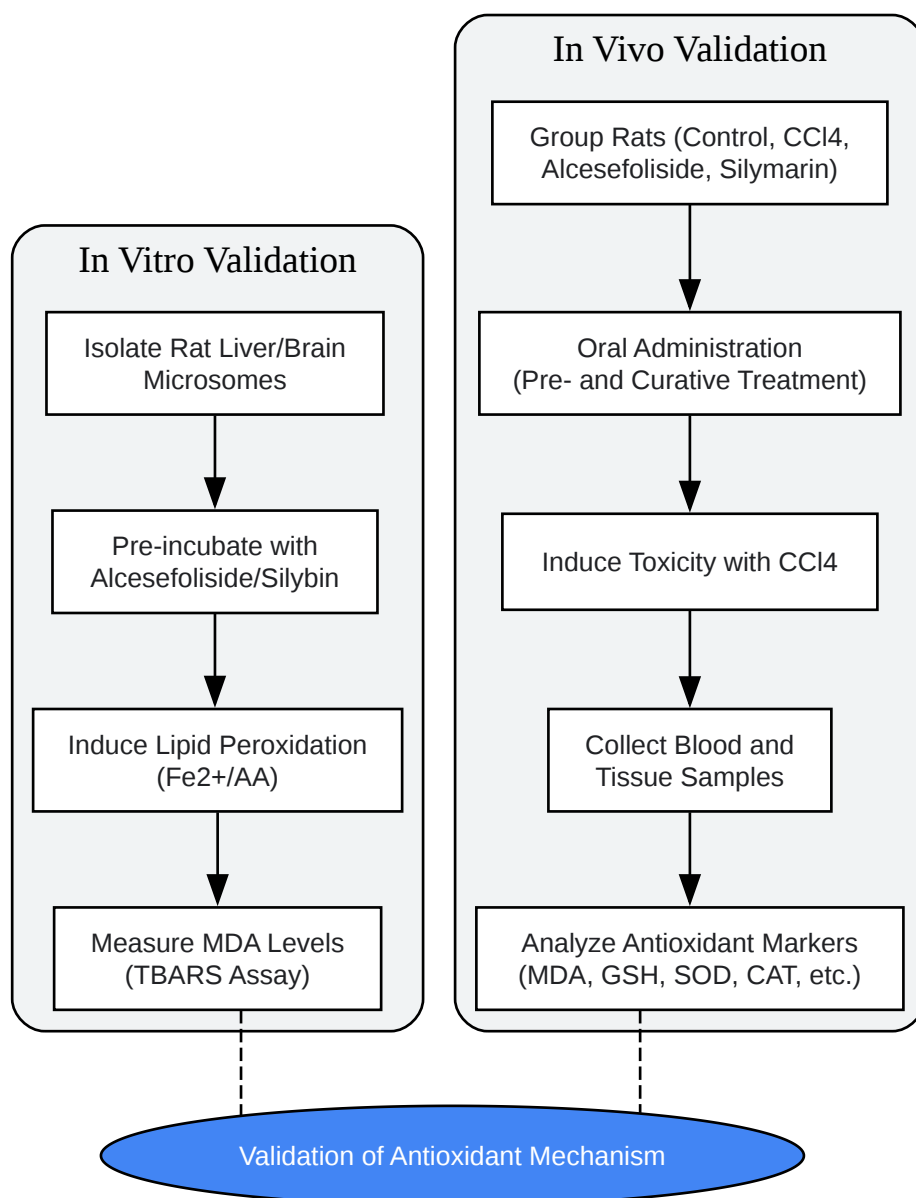 In Vitro Validation
Isolate Rat Liver/Brain
Microsomes
Pre-incubate with
Alcesefoliside/Silybin
Induce Lipid Peroxidation
(Fe2+/AA)
Measure MDA Levels
(TBARS Assay)
In Vivo Validation
Group Rats (Control, CCl4,
Alcesefoliside, Silymarin)
Oral Administration
(Pre- and Curative Treatment)
Induce Toxicity with CCl4
Collect Blood and
Tissue Samples
Analyze Antioxidant Markers
(MDA, GSH, SOD, CAT, etc.)
Validation of Antioxidant Mechanism